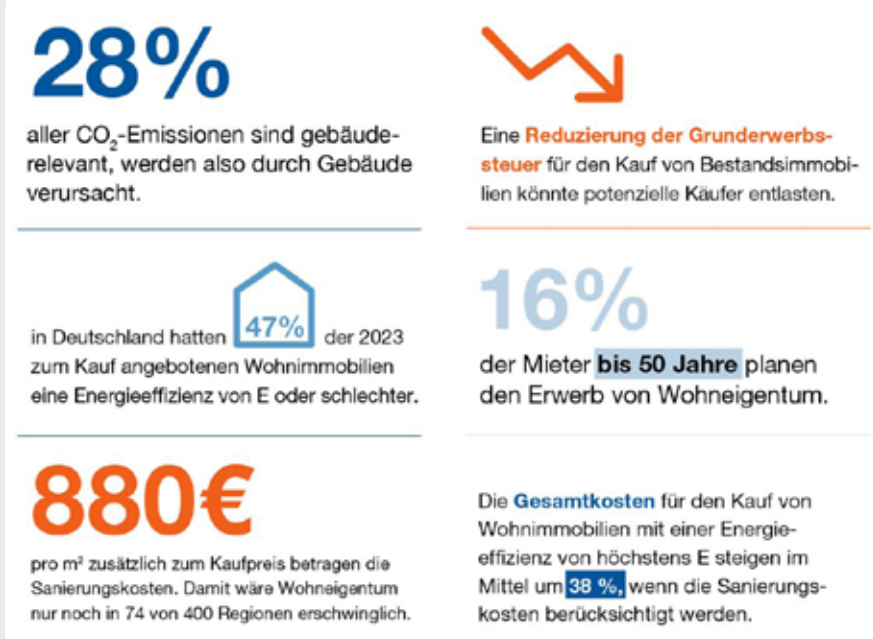 28%
aller CO₂-Emissionen sind gebäude-
relevant, werden also durch Gebäude
verursacht.
in Deutschland hatten 47% der 2023
zum Kauf angebotenen Wohnimmobilien
eine Energieeffizienz von E oder schlechter.
880€
pro m² zusätzlich zum Kaufpreis betragen die
Sanierungskosten. Damit wäre Wohneigentum
nur noch in 74 von 400 Regionen erschwinglich.
Eine Reduzierung der Grunderwerbs-
steuer für den Kauf von Bestandsimmobi-
lien könnte potenzielle Käufer entlasten.
16%
der Mieter bis 50 Jahre planen
den Erwerb von Wohneigentum.
Die Gesamtkosten für den Kauf von
Wohnimmobilien mit einer Energie-
effizienz von höchstens E steigen im
Mittel um 38 %, wenn die Sanierungs-
kosten berücksichtigt werden.